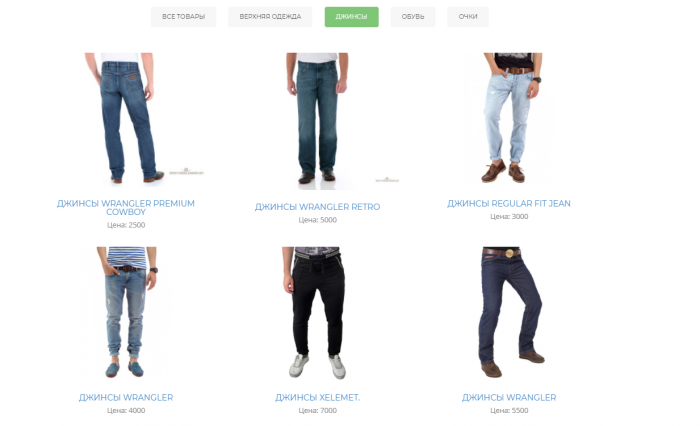 ВСЕ ТОВАРЫ
ВЕРХНЯЯ ОДЕЖДА
ДЖИНСЫ
ОБУВЬ
ОЧКИ
ДЖИНСЫ WRANGLER PREMIUM
COWBOY
Цена: 2500
ДЖИНСЫ WRANGLER RETRO
Цена: 5000
ДЖИНСЫ REGULAR FIT JEAN
Цена: 3000
ДЖИНСЫ WRANGLER
Цена: 4000
ДЖИНСЫ XELEMET.
Цена: 7000
ДЖИНСЫ WRANGLER
Цена: 5500